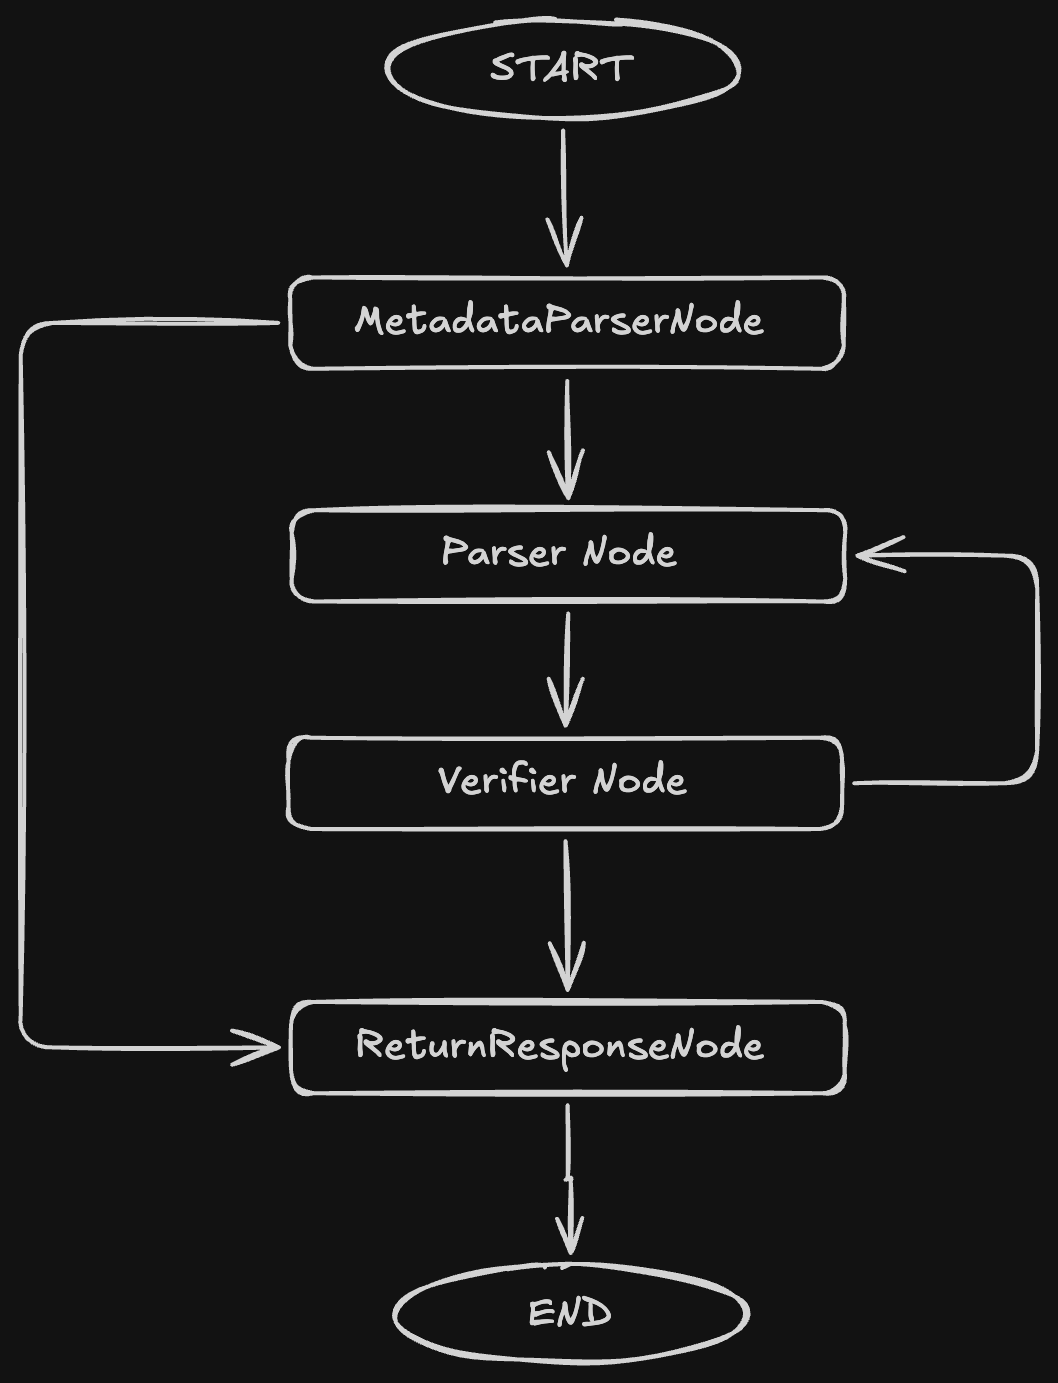 START
MetadataParserNode
Parser Node
Verifier Node
ReturnResponseNode
END